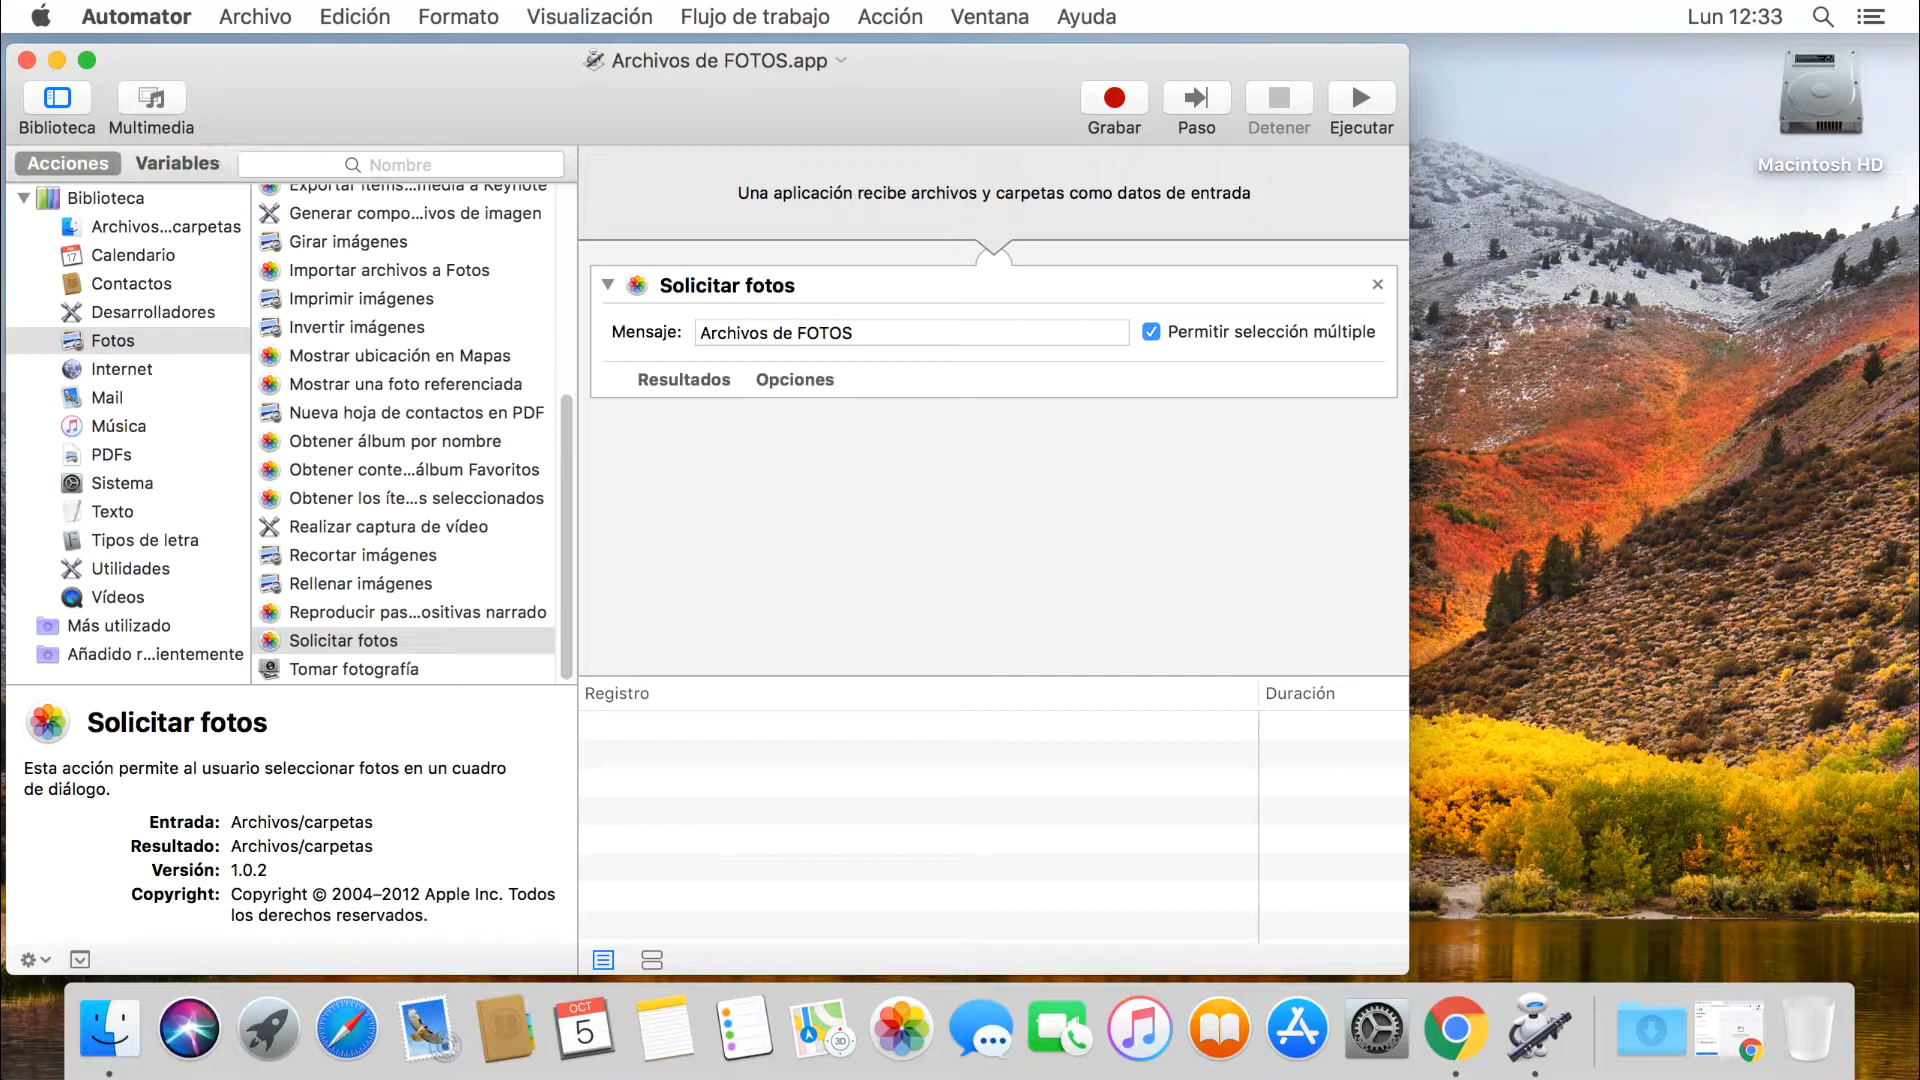 Automator Archivo Edición Formato Visualización Flujo de trabajo Acción Ventana Ayuda Lun 12:33
Archivos de FOTOS.app
Biblioteca Multimedia
Grabar Paso Detener Ejecutar
Acciones Variables Nombre
Biblioteca
Archivos...carpetas
Calendario
Contactos
Desarrolladores
Fotos
Internet
Mail
Música
PDFs
Sistema
Texto
Tipos de letra
Utilidades
Vídeos
Más utilizado
Añadido r...ientemente
Exportar ítems...media a Keynote
Generar compo...ivos de imagen
Girar imágenes
Importar archivos a Fotos
Imprimir imágenes
Invertir imágenes
Mostrar ubicación en Mapas
Mostrar una foto referenciada
Nueva hoja de contactos en PDF
Obtener álbum por nombre
Obtener conte...álbum Favoritos
Obtener los íte...s seleccionados
Realizar captura de vídeo
Recortar imágenes
Rellenar imágenes
Reproducir pas...ositivas narrado
Solicitar fotos
Tomar fotografía
Una aplicación recibe archivos y carpetas como datos de entrada
Solicitar fotos
Mensaje: Archivos de FOTOS Permitir selección múltiple
Resultados Opciones
Registro Duración
Solicitar fotos
Esta acción permite al usuario seleccionar fotos en un cuadro
de diálogo.
Entrada: Archivos/carpetas
Resultado: Archivos/carpetas
Versión: 1.0.2
Copyright: Copyright © 2004–2012 Apple Inc. Todos
los derechos reservados.
Macintosh HD
OCT
5
3D